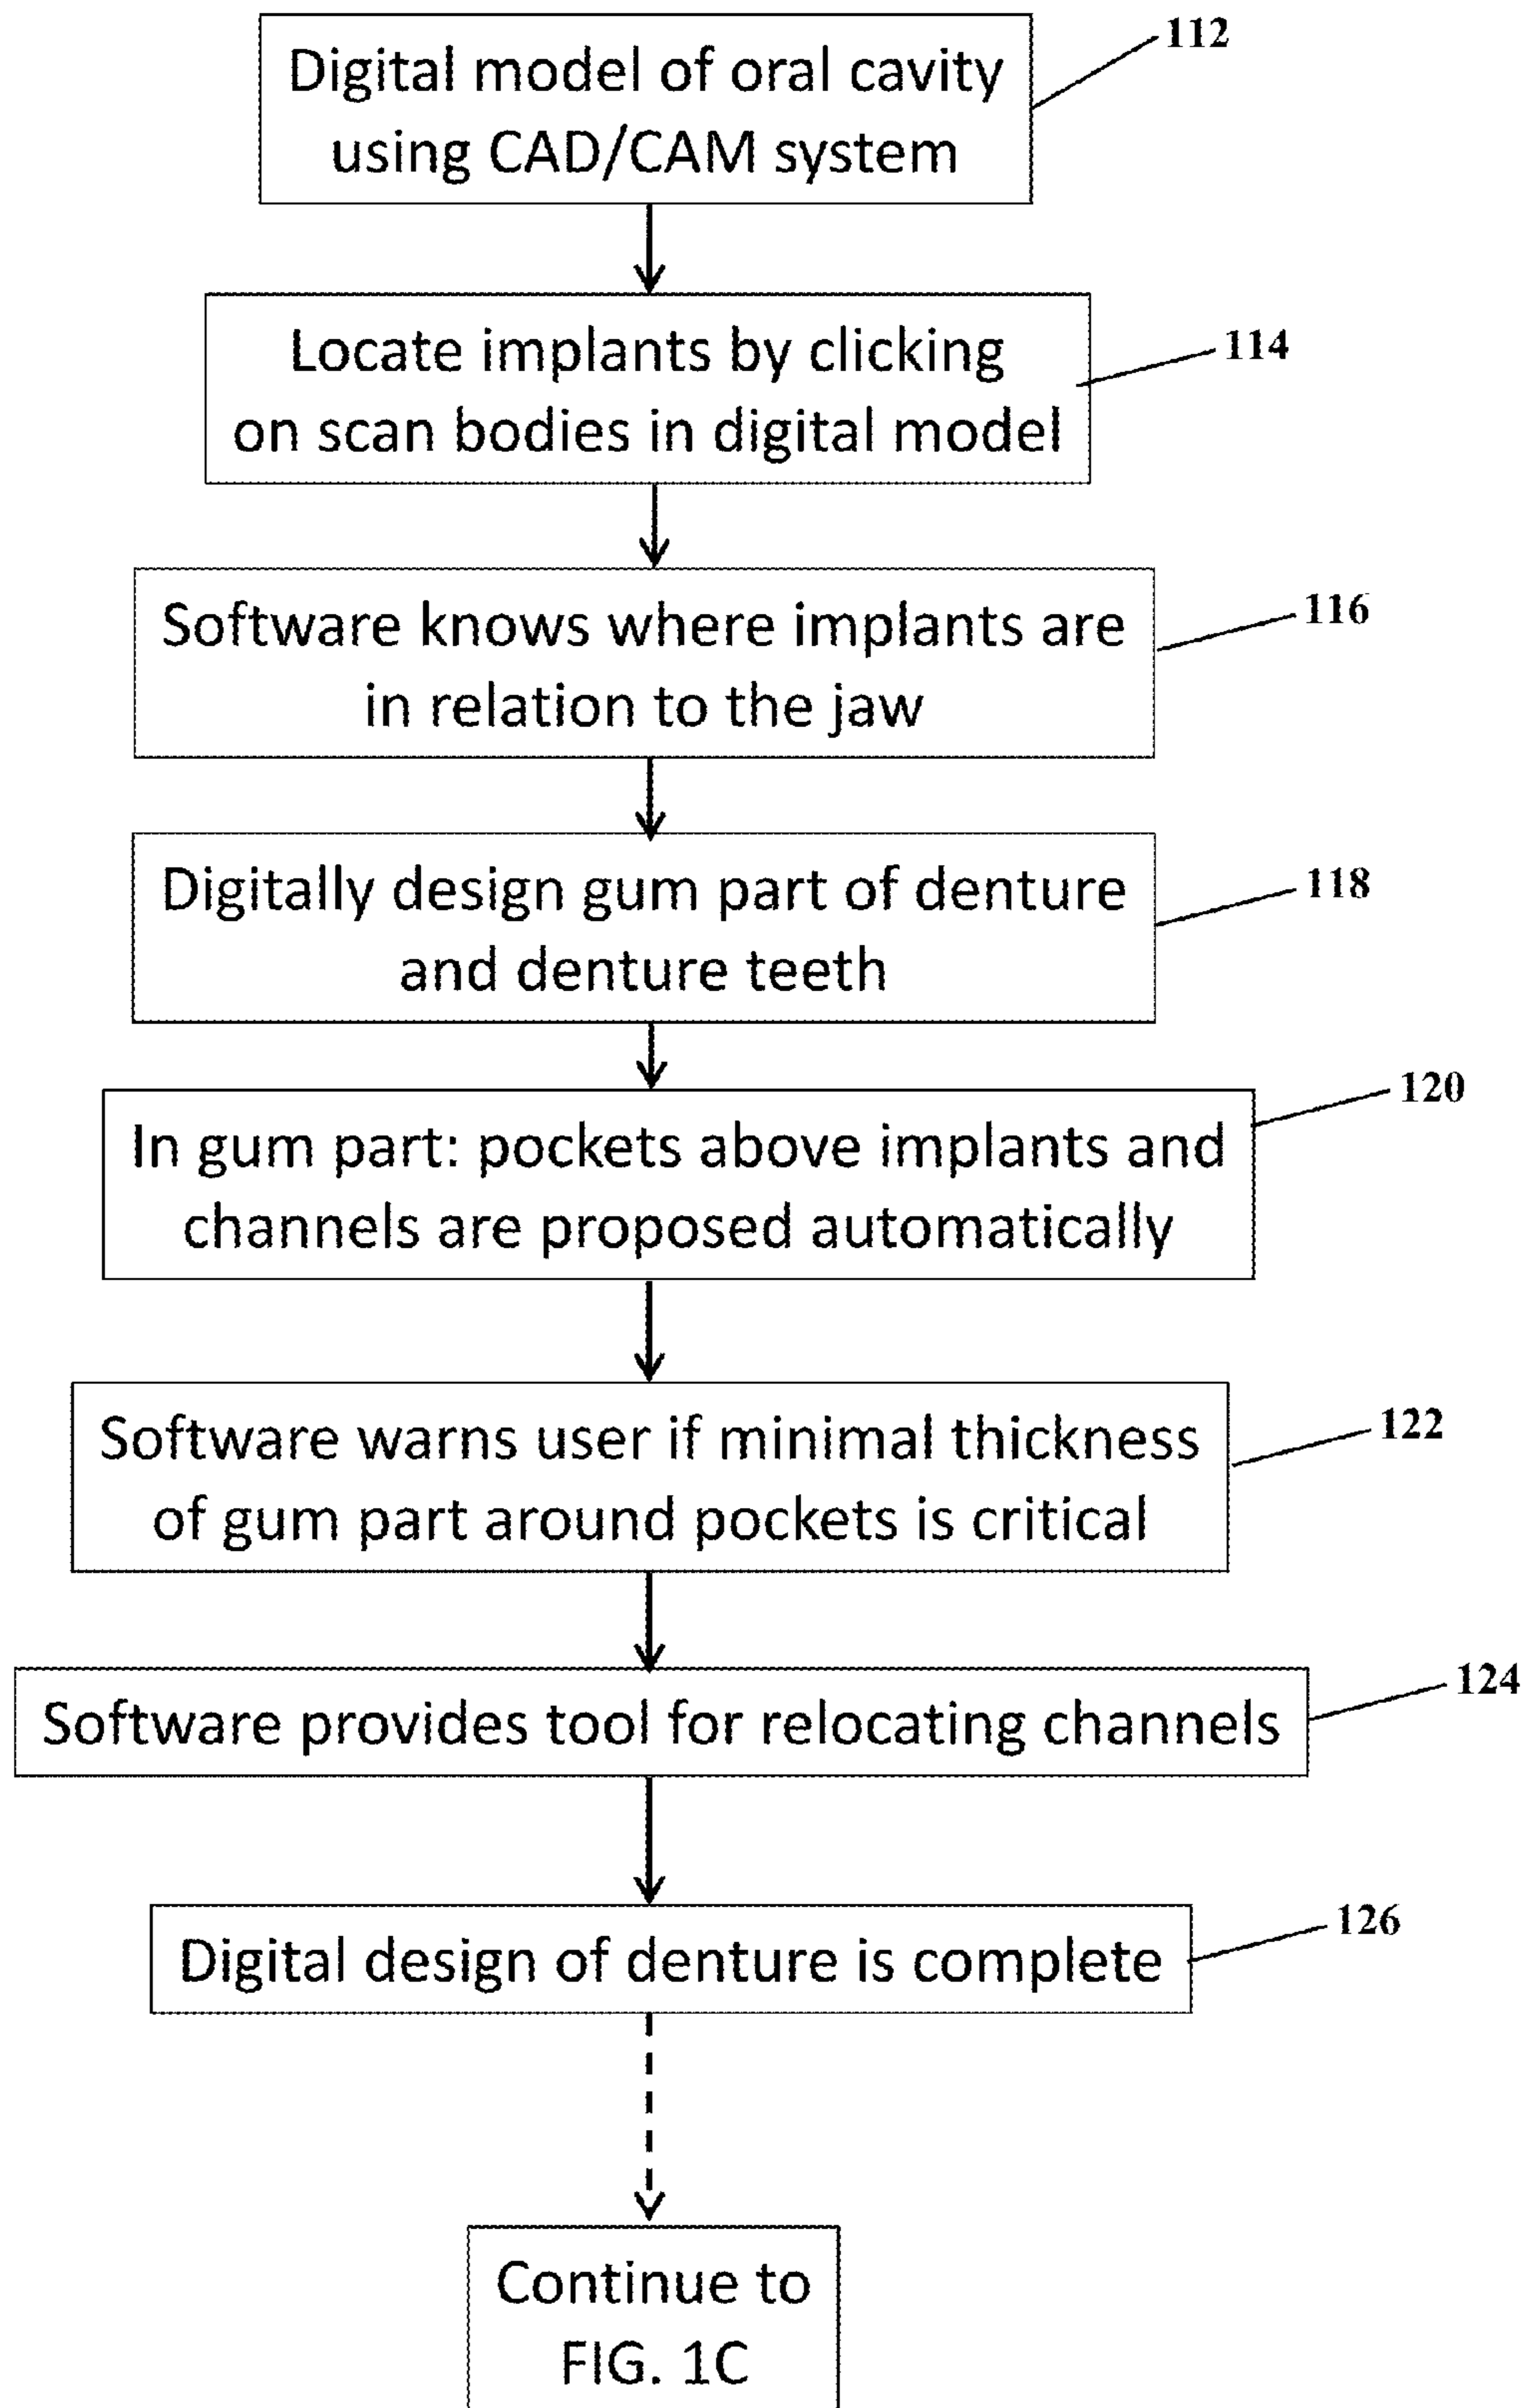 Digital model of oral cavity
using CAD/CAM system
112
Locate implants by clicking
on scan bodies in digital model
114
Software knows where implants are
in relation to the jaw
116
Digitally design gum part of denture
and denture teeth
118
In gum part: pockets above implants and
channels are proposed automatically
120
Software warns user if minimal thickness
of gum part around pockets is critical
122
Software provides tool for relocating channels
124
Digital design of denture is complete
126
Continue to
FIG. 1C